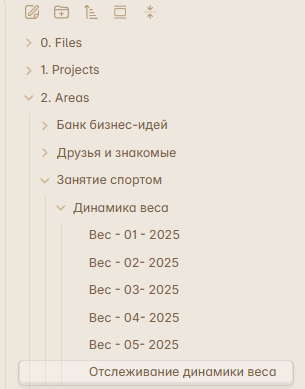 0. Files
1. Projects
2. Areas
Банк бизнес-идей
Друзья и знакомые
Занятие спортом
Динамика веса
Вес - 01 - 2025
Вес - 02- 2025
Вес - 03- 2025
Вес - 04- 2025
Вес - 05- 2025
Отслеживание динамики веса